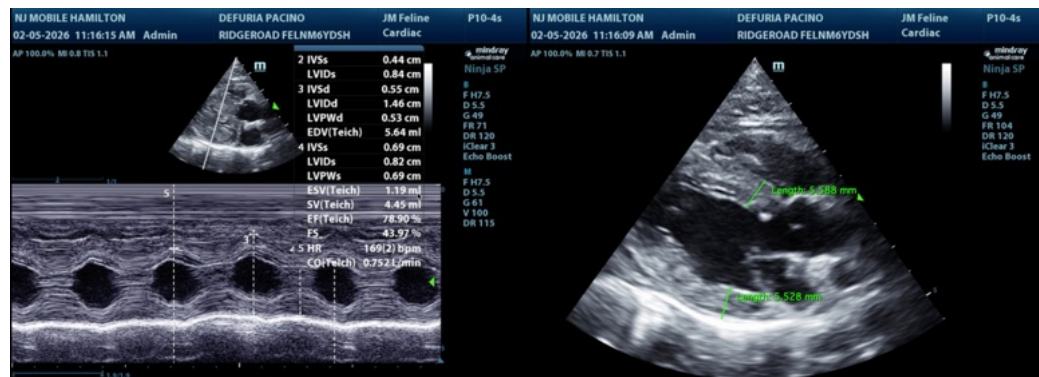 NJ MOBILE HAMILTON DEFURIA PACINO JM Feline P10-4s
02-05-2026 11:16:15 AM Admin RIDGEROAD FELNM6YDSH Cardiac
AP 100.0% MI 0.8 TIS 1.1
m
mindray
animal care
Ninja SP
B
F H7.5
D 5.5
G 49
FR 71
DR 120
iClear 3
Echo Boost
M
F H7.5
D 5.5
G 61
V 100
DR 115
2 IVSs 0.44 cm
LVIDs 0.84 cm
3 IVSd 0.55 cm
LVIDd 1.46 cm
LVPWd 0.53 cm
EDV(Teich) 5.64 ml
4 IVSs 0.69 cm
LVIDs 0.82 cm
LVPWs 0.69 cm
ESV(Teich) 1.19 ml
SV(Teich) 4.45 ml
EF(Teich) 78.90 %
FS 43.97 %
5 HR 169(2) bpm
CO(Teich) 0.752 L/min
5
3
4
NJ MOBILE HAMILTON DEFURIA PACINO JM Feline P10-4s
02-05-2026 11:16:09 AM Admin RIDGEROAD FELNM6YDSH Cardiac
AP 100.0% MI 0.7 TIS 1.1
m
mindray
animal care
Ninja SP
B
F H7.5
D 5.5
G 49
FR 104
DR 120
iClear 3
Echo Boost
Length: 5.588 mm
Length: 5.528 mm
5